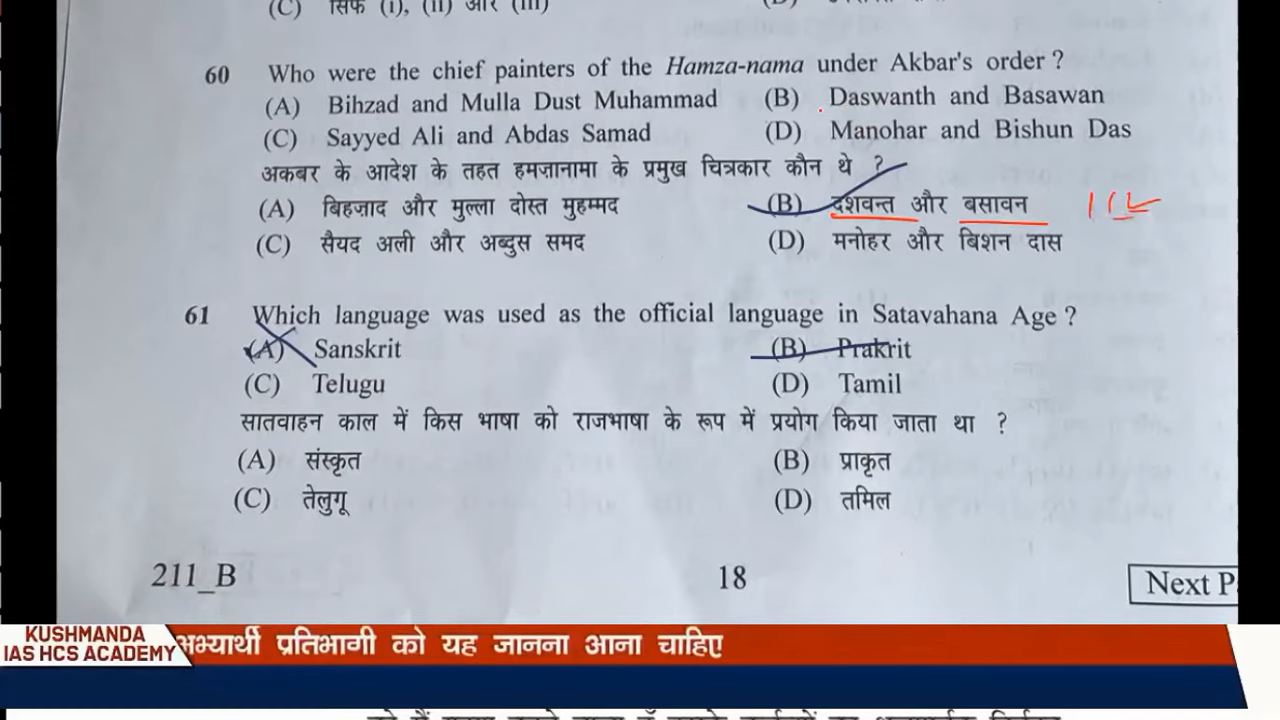 (C) सिर्फ (i), (ii) और (iii)
60 Who were the chief painters of the Hamza-nama under Akbar's order ?
(A) Bihzad and Mulla Dust Muhammad (B) Daswanth and Basawan
(C) Sayyed Ali and Abdas Samad (D) Manohar and Bishun Das
अकबर के आदेश के तहत हमज़ानामा के प्रमुख चित्रकार कौन थे ?
(A) बिहज़ाद और मुल्ला दोस्त मुहम्मद (B) दशवन्त और बसावन
(C) सैयद अली और अब्दुस समद (D) मनोहर और बिशन दास
61 Which language was used as the official language in Satavahana Age ?
(A) Sanskrit (B) Prakrit
(C) Telugu (D) Tamil
सातवाहन काल में किस भाषा को राजभाषा के रूप में प्रयोग किया जाता था ?
(A) संस्कृत (B) प्राकृत
(C) तेलुगू (D) तमिल
211_B 18 Next P
KUSHMANDA
IAS HCS ACADEMY
अभ्यार्थी प्रतिभागी को यह जानना आना चाहिए